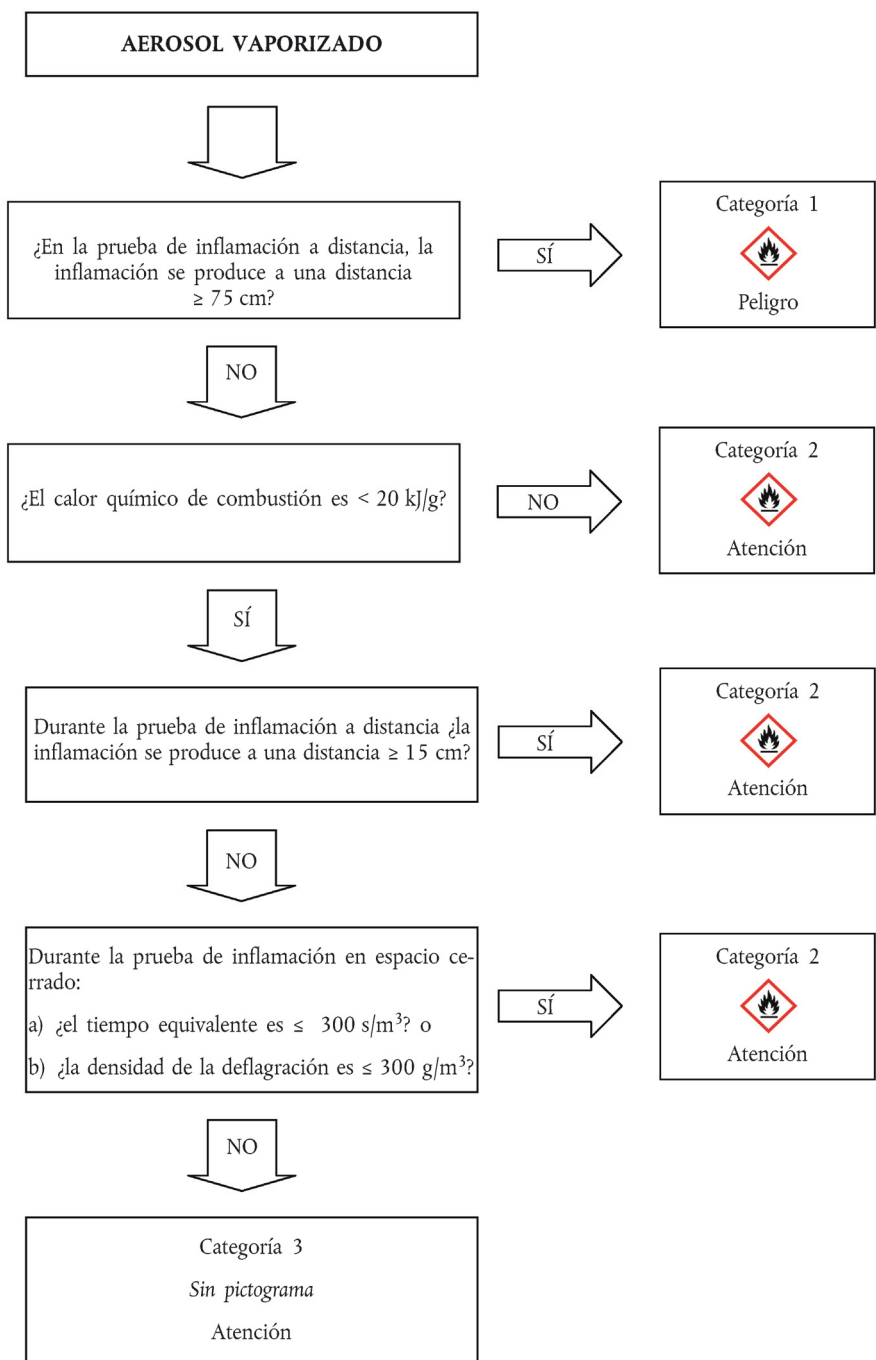 AEROSOL VAPORIZADO
¿En la prueba de inflamación a distancia, la
inflamación se produce a una distancia
≥ 75 cm?
SÍ
Categoría 1
Peligro
NO
¿El calor químico de combustión es < 20 kJ/g?
NO
Categoría 2
Atención
SÍ
Durante la prueba de inflamación a distancia ¿la
inflamación se produce a una distancia ≥ 15 cm?
SÍ
Categoría 2
Atención
NO
Durante la prueba de inflamación en espacio ce-
rrado:
a) ¿el tiempo equivalente es ≤ 300 s/m³? o
b) ¿la densidad de la deflagración es ≤ 300 g/m³?
SÍ
Categoría 2
Atención
NO
Categoría 3
Sin pictograma
Atención